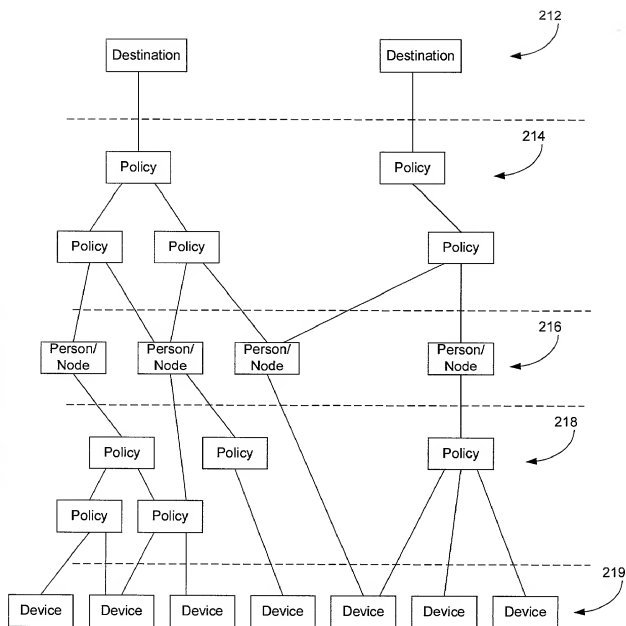 212
Destination
Destination
214
Policy
Policy
Policy
Policy
Policy
216
Person/
Node
Person/
Node
Person/
Node
Person/
Node
218
Policy
Policy
Policy
Policy
Policy
219
Device
Device
Device
Device
Device
Device
Device